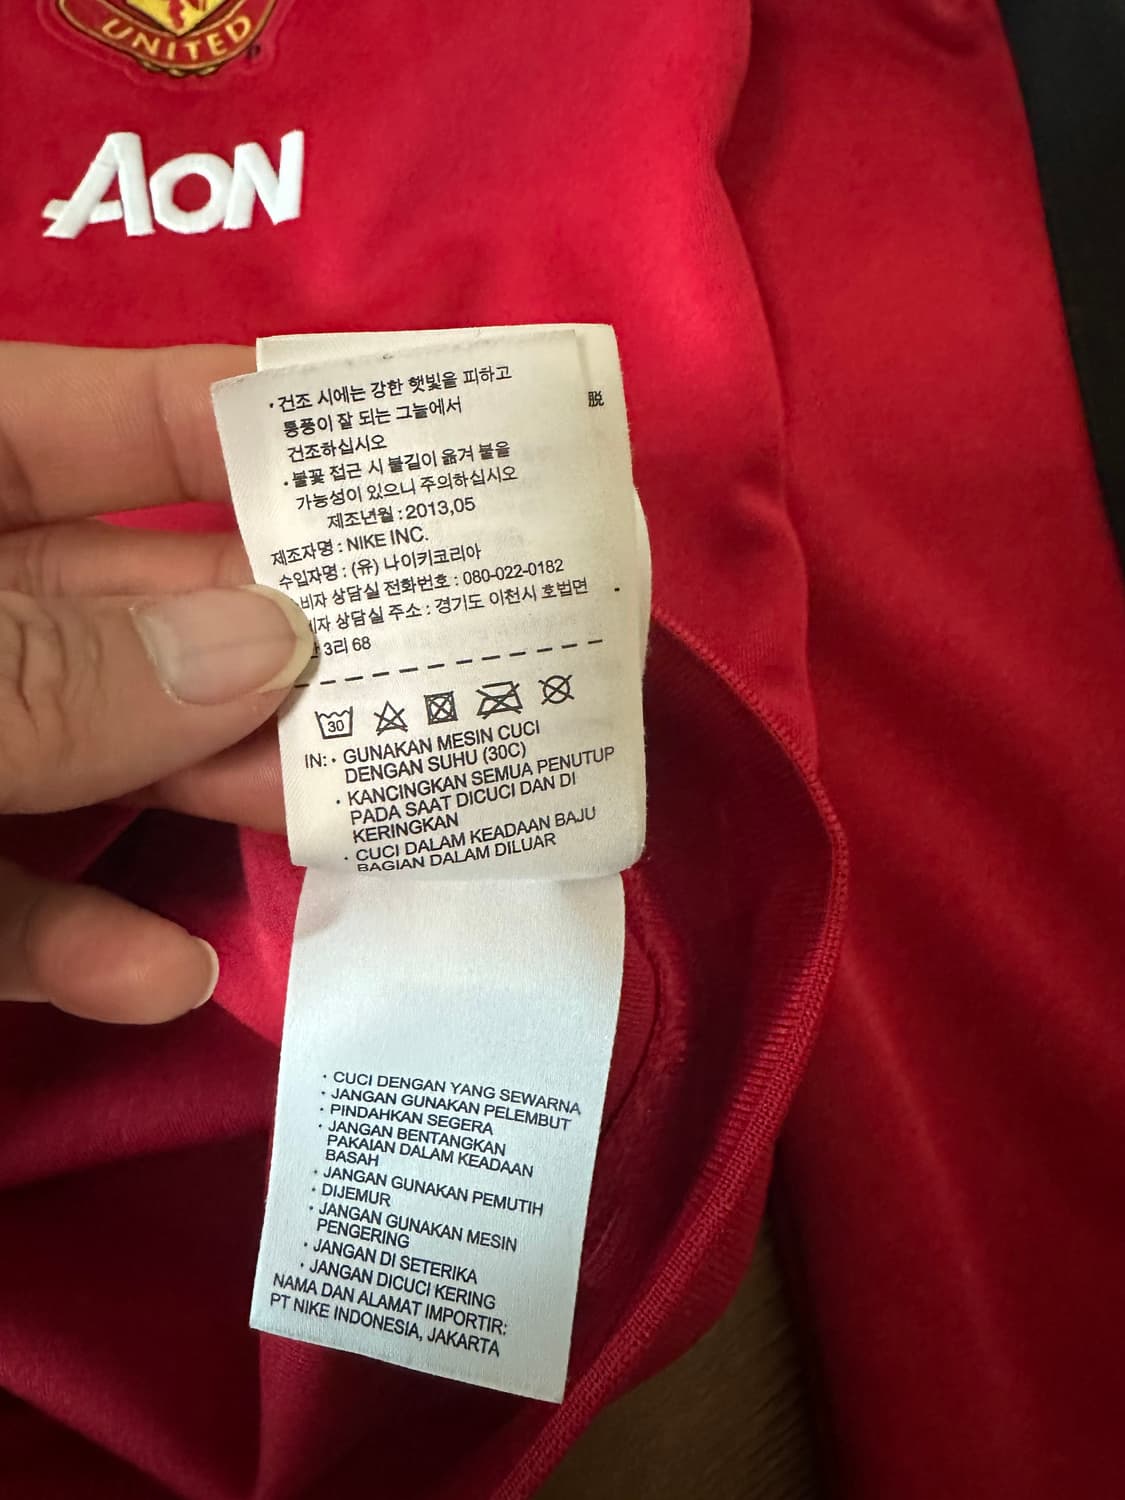 UNITED
AON
· 건조 시에는 강한 햇빛을 피하고
통풍이 잘 되는 그늘에서
건조하십시오
· 불꽃 접근 시 불길이 옮겨 붙을
가능성이 있으니 주의하십시오
제조년월 : 2013,05
제조자명 : NIKE INC.
수입자명 : (유) 나이키코리아
비자 상담실 전화번호 : 080-022-0182
비자 상담실 주소 : 경기도 이천시 호법면
3리 68
脱
30
IN: · GUNAKAN MESIN CUCI
DENGAN SUHU (30C)
· KANCINGKAN SEMUA PENUTUP
PADA SAAT DICUCI DAN DI
KERINGKAN
· CUCI DALAM KEADAAN BAJU
BAGIAN DALAM DILUAR
· CUCI DENGAN YANG SEWARNA
· JANGAN GUNAKAN PELEMBUT
· PINDAHKAN SEGERA
· JANGAN BENTANGKAN
PAKAIAN DALAM KEADAAN
BASAH
· JANGAN GUNAKAN PEMUTIH
· DIJEMUR
· JANGAN GUNAKAN MESIN
PENGERING
· JANGAN DI SETERIKA
· JANGAN DICUCI KERING
NAMA DAN ALAMAT IMPORTIR:
PT NIKE INDONESIA, JAKARTA